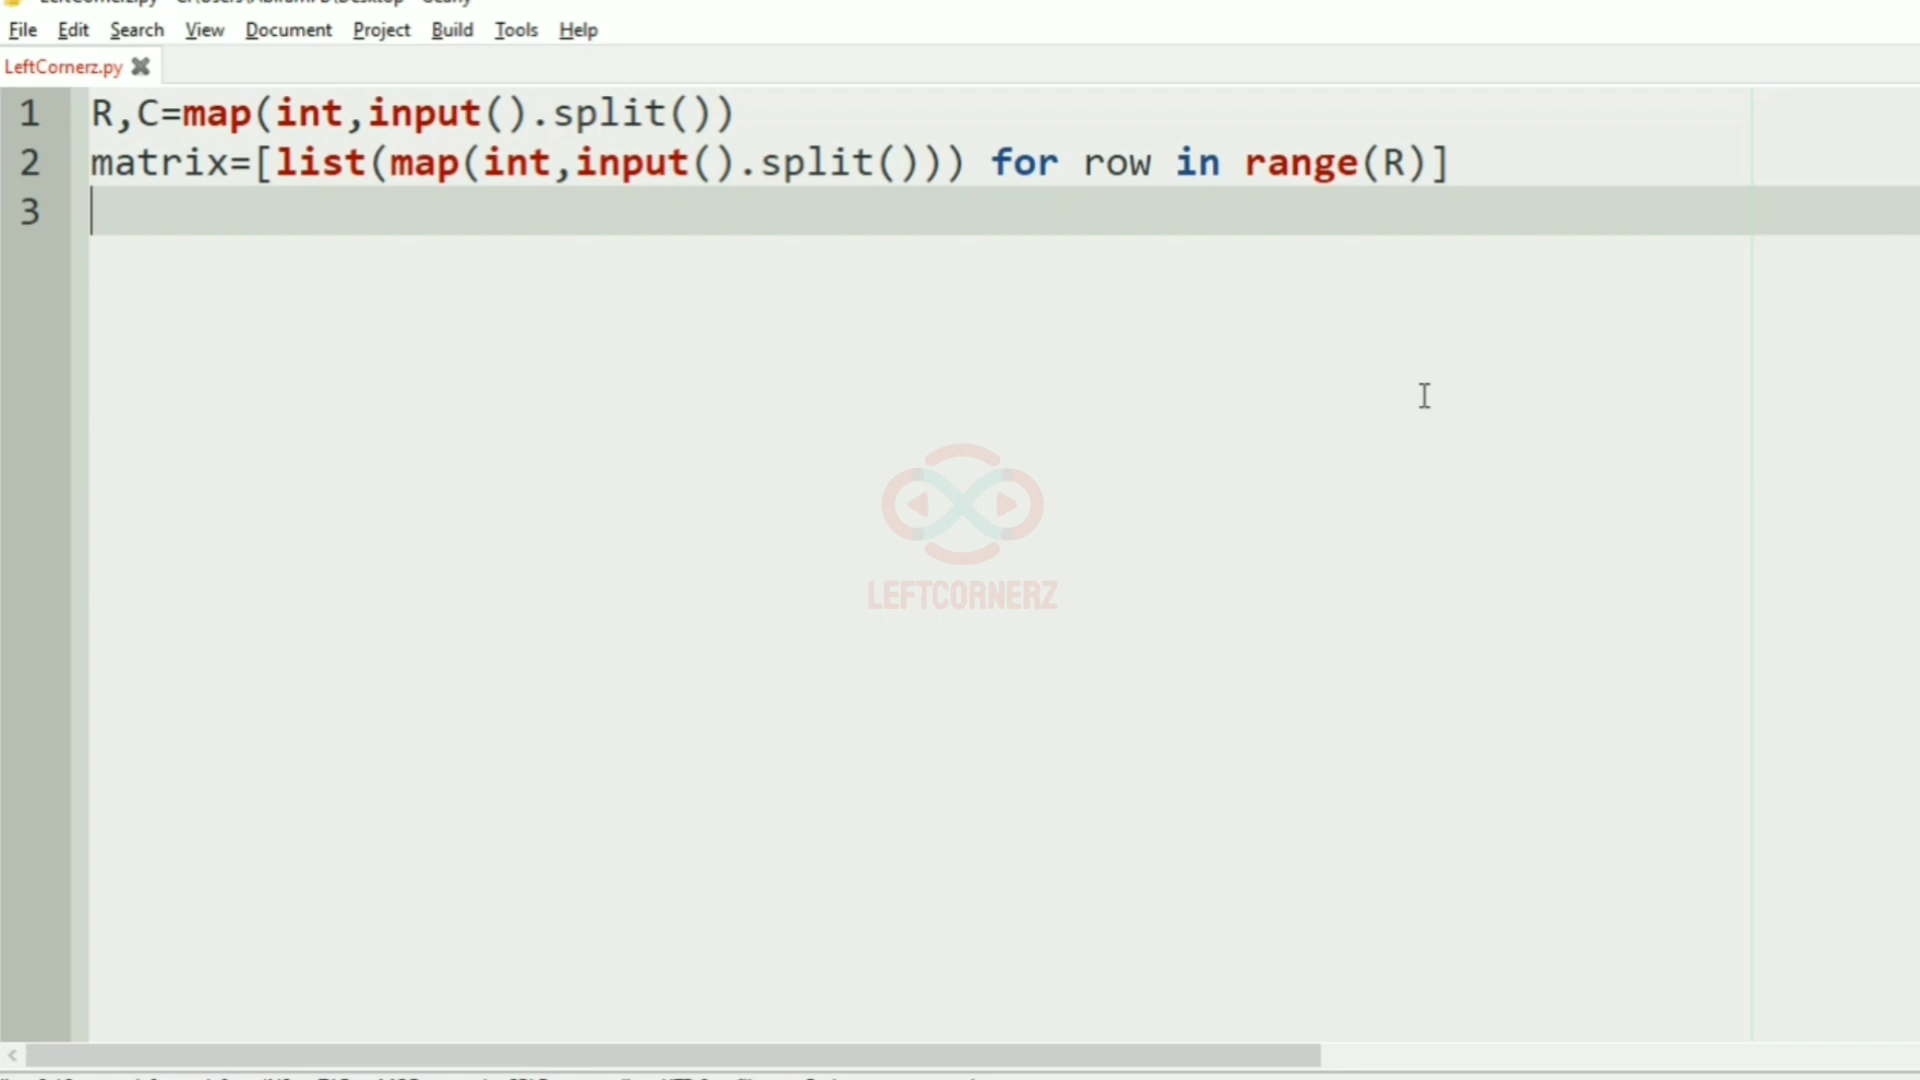 File Edit Search View Document Project Build Tools Help
LeftCornerz.py
1 R,C=map(int,input().split())
2 matrix=[list(map(int,input().split())) for row in range(R)]
3
LEFTCORNERZ